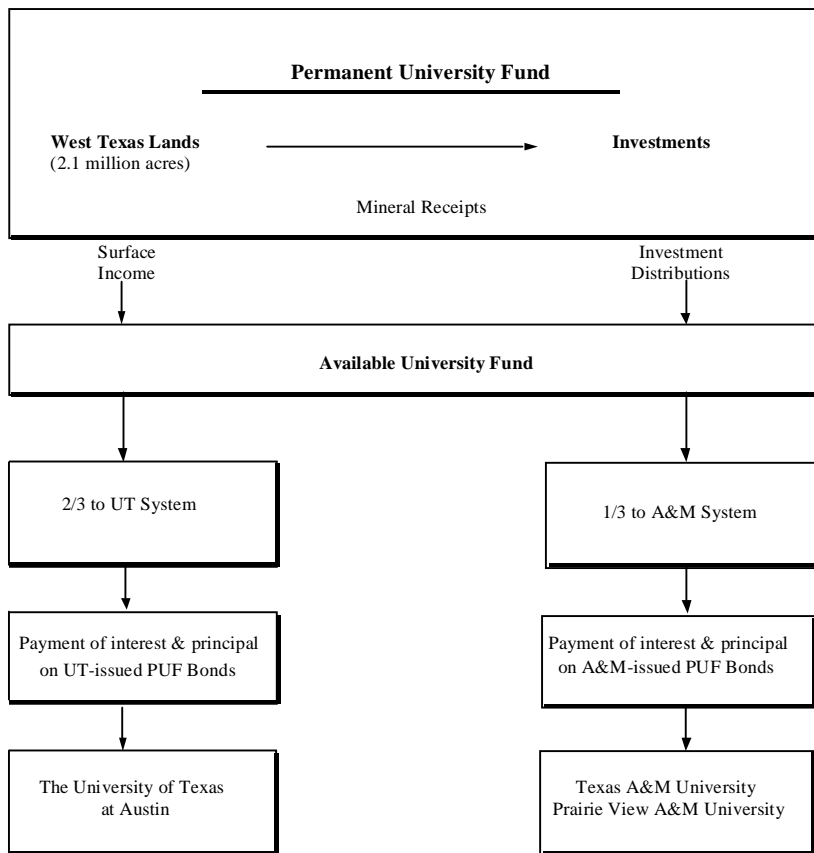 Permanent University Fund
West Texas Lands
(2.1 million acres)
Investments
Mineral Receipts
Surface
Income
Investment
Distributions
Available University Fund
2/3 to UT System
1/3 to A&M System
Payment of interest & principal
on UT-issued PUF Bonds
Payment of interest & principal
on A&M-issued PUF Bonds
The University of Texas
at Austin
Texas A&M University
Prairie View A&M University